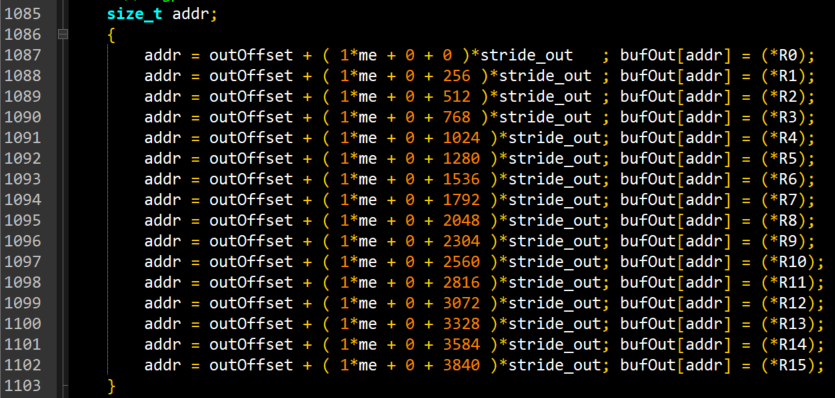 1085 size_t addr;
1086 {
1087 addr = outOffset + ( 1*me + 0 + 0 )*stride_out ; bufOut[addr] = (*R0);
1088 addr = outOffset + ( 1*me + 0 + 256 )*stride_out ; bufOut[addr] = (*R1);
1089 addr = outOffset + ( 1*me + 0 + 512 )*stride_out ; bufOut[addr] = (*R2);
1090 addr = outOffset + ( 1*me + 0 + 768 )*stride_out ; bufOut[addr] = (*R3);
1091 addr = outOffset + ( 1*me + 0 + 1024 )*stride_out; bufOut[addr] = (*R4);
1092 addr = outOffset + ( 1*me + 0 + 1280 )*stride_out; bufOut[addr] = (*R5);
1093 addr = outOffset + ( 1*me + 0 + 1536 )*stride_out; bufOut[addr] = (*R6);
1094 addr = outOffset + ( 1*me + 0 + 1792 )*stride_out; bufOut[addr] = (*R7);
1095 addr = outOffset + ( 1*me + 0 + 2048 )*stride_out; bufOut[addr] = (*R8);
1096 addr = outOffset + ( 1*me + 0 + 2304 )*stride_out; bufOut[addr] = (*R9);
1097 addr = outOffset + ( 1*me + 0 + 2560 )*stride_out; bufOut[addr] = (*R10);
1098 addr = outOffset + ( 1*me + 0 + 2816 )*stride_out; bufOut[addr] = (*R11);
1099 addr = outOffset + ( 1*me + 0 + 3072 )*stride_out; bufOut[addr] = (*R12);
1100 addr = outOffset + ( 1*me + 0 + 3328 )*stride_out; bufOut[addr] = (*R13);
1101 addr = outOffset + ( 1*me + 0 + 3584 )*stride_out; bufOut[addr] = (*R14);
1102 addr = outOffset + ( 1*me + 0 + 3840 )*stride_out; bufOut[addr] = (*R15);
1103 }